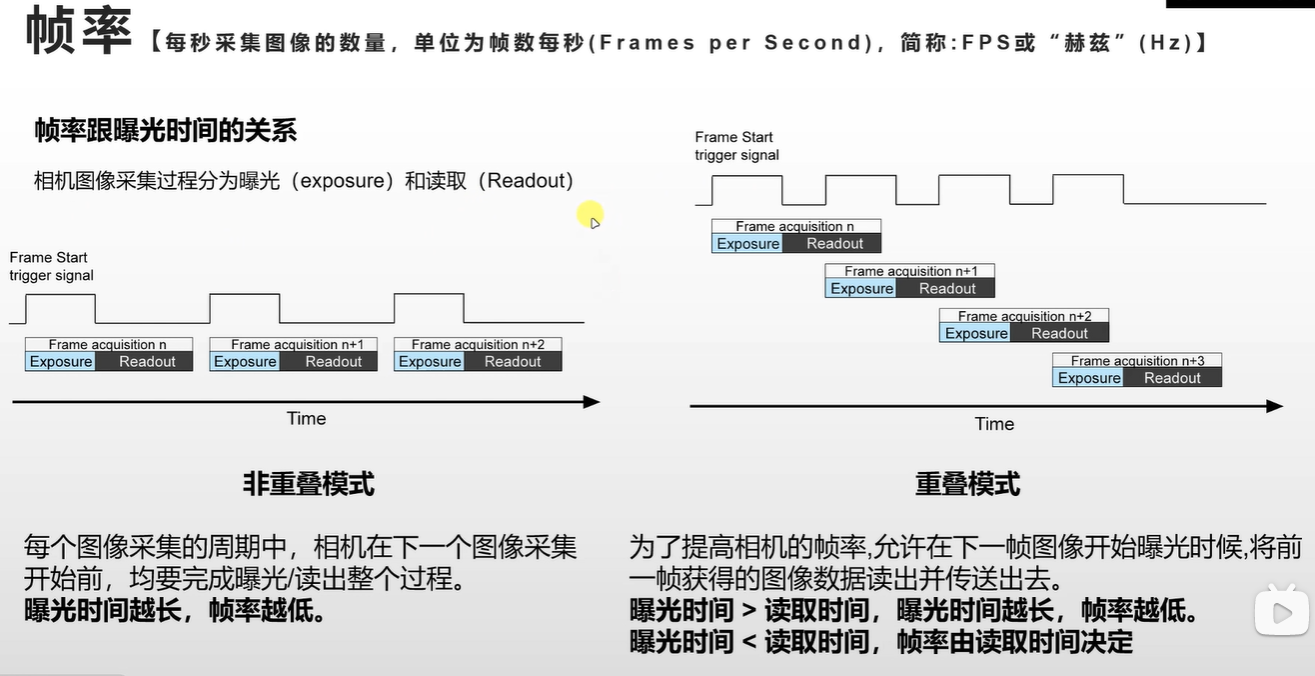 帧率【每秒采集图像的数量，单位为帧数每秒(Frames per Second)，简称:FPS或“赫兹”(Hz)】
帧率跟曝光时间的关系
相机图像采集过程分为曝光（exposure）和读取（Readout）
Frame Start
trigger signal
Frame acquisition n
Exposure Readout
Frame acquisition n+1
Exposure Readout
Frame acquisition n+2
Exposure Readout
Time
非重叠模式
每个图像采集的周期中，相机在下一个图像采集
开始前，均要完成曝光/读出整个过程。
曝光时间越长，帧率越低。
Frame Start
trigger signal
Frame acquisition n
Exposure Readout
Frame acquisition n+1
Exposure Readout
Frame acquisition n+2
Exposure Readout
Frame acquisition n+3
Exposure Readout
Time
重叠模式
为了提高相机的帧率,允许在下一帧图像开始曝光时候,将前
一帧获得的图像数据读出并传送出去。
曝光时间 > 读取时间，曝光时间越长，帧率越低。
曝光时间 < 读取时间，帧率由读取时间决定